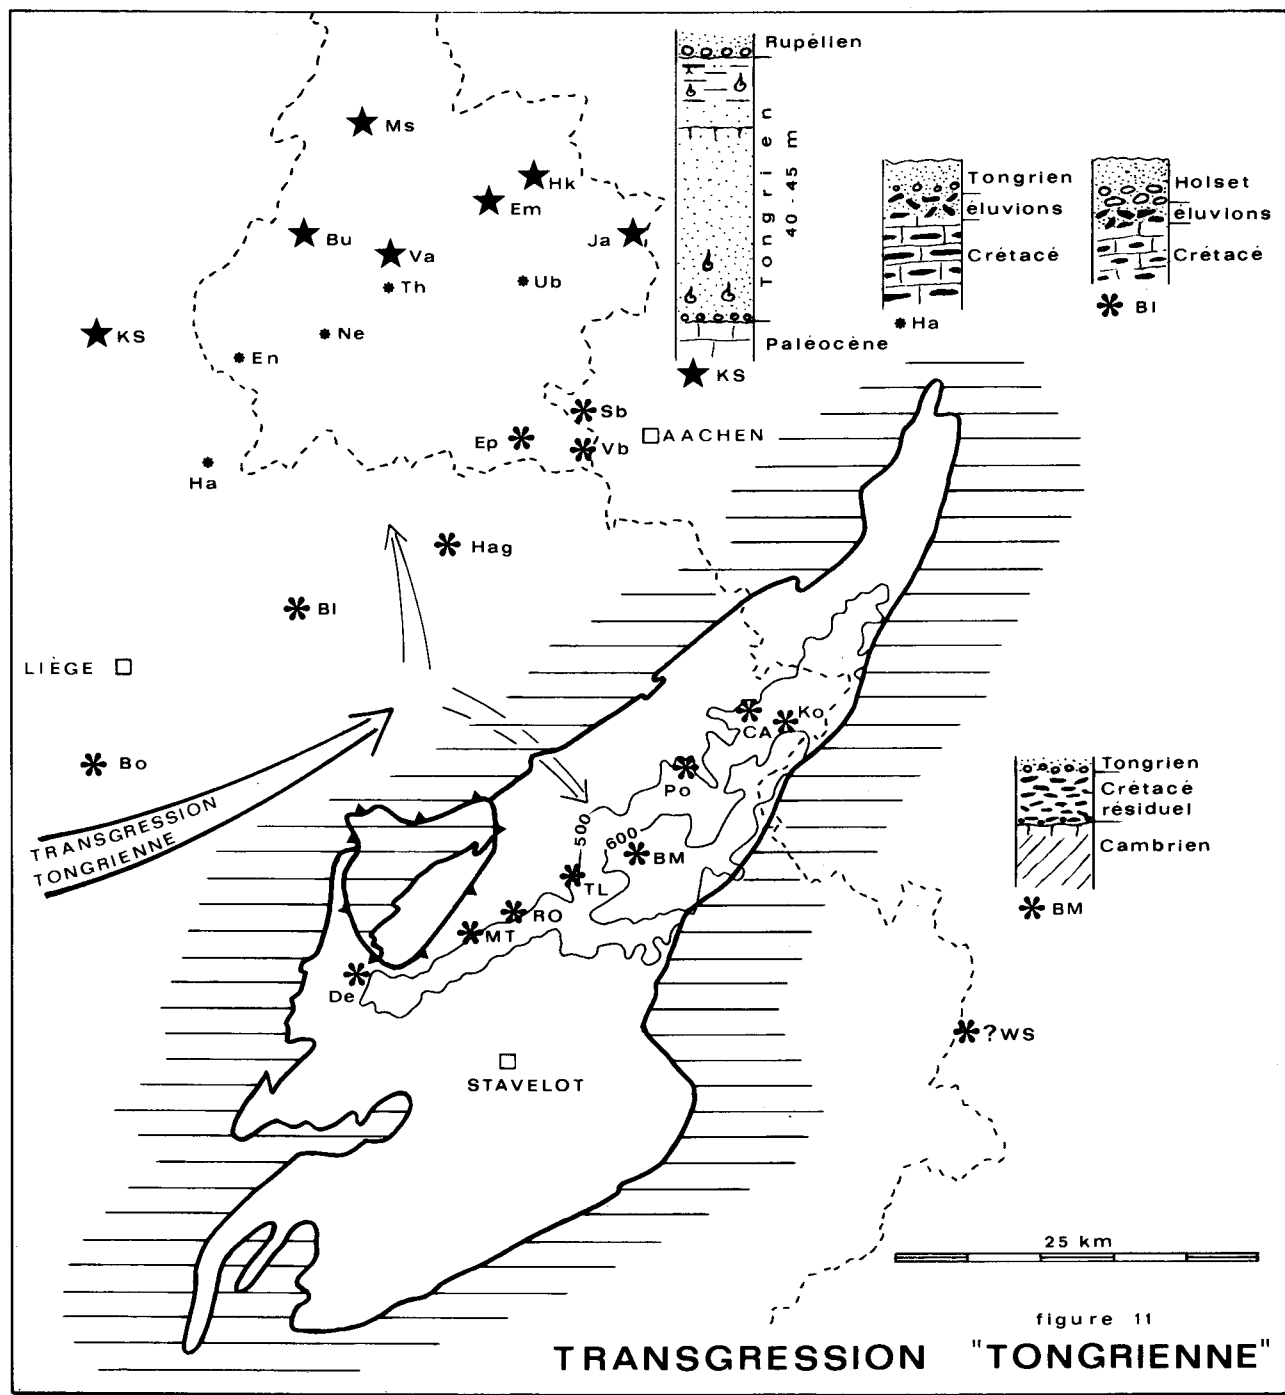 Rupélien
Tongrien
40-45 m
Paléocène
KS
Tongrien
éluvions
Crétacé
Ha
Holset
éluvions
Crétacé
Bl
Ms
Hk
Em
Bu
Va
Ja
Th
Ub
KS
Ne
En
Sb
Ep
Vb
AACHEN
Ha
Hag
Bl
LIÈGE
Bo
TRANSGRESSION
TONGRIENNE
Ko
CA
Po
500
600
BM
TL
RO
MT
De
Tongrien
Crétacé
résiduel
Cambrien
BM
?WS
STAVELOT
25 km
figure 11
TRANSGRESSION "TONGRIENNE"